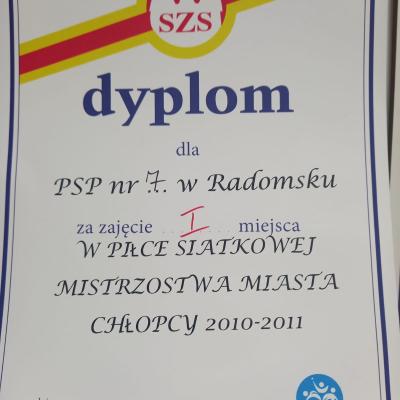 SZS
dyplom
dla
PSP nr 7. w Radomsku
za zajęcie I miejsca
W PIŁCE SIATKOWEJ
MISTRZOSTWA MIASTA
CHŁOPCY 2010-2011